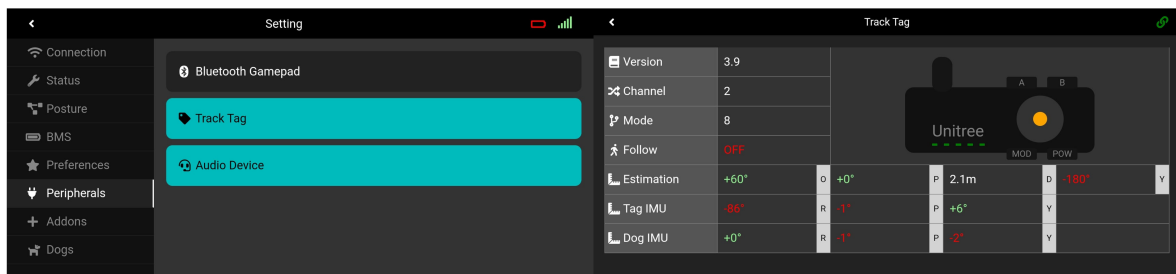 Setting
Connection
Status
Posture
BMS
Preferences
Peripherals
Addons
Dogs
Bluetooth Gamepad
Track Tag
Audio Device
Track Tag
Version 3.9
Channel 2
Mode 8
Follow OFF
A B
Unitree
MOD POW
Estimation +60° O +0° P 2.1m D -180° Y
Tag IMU -86° R -1° P +6° Y
Dog IMU +0° R -1° P -2° Y